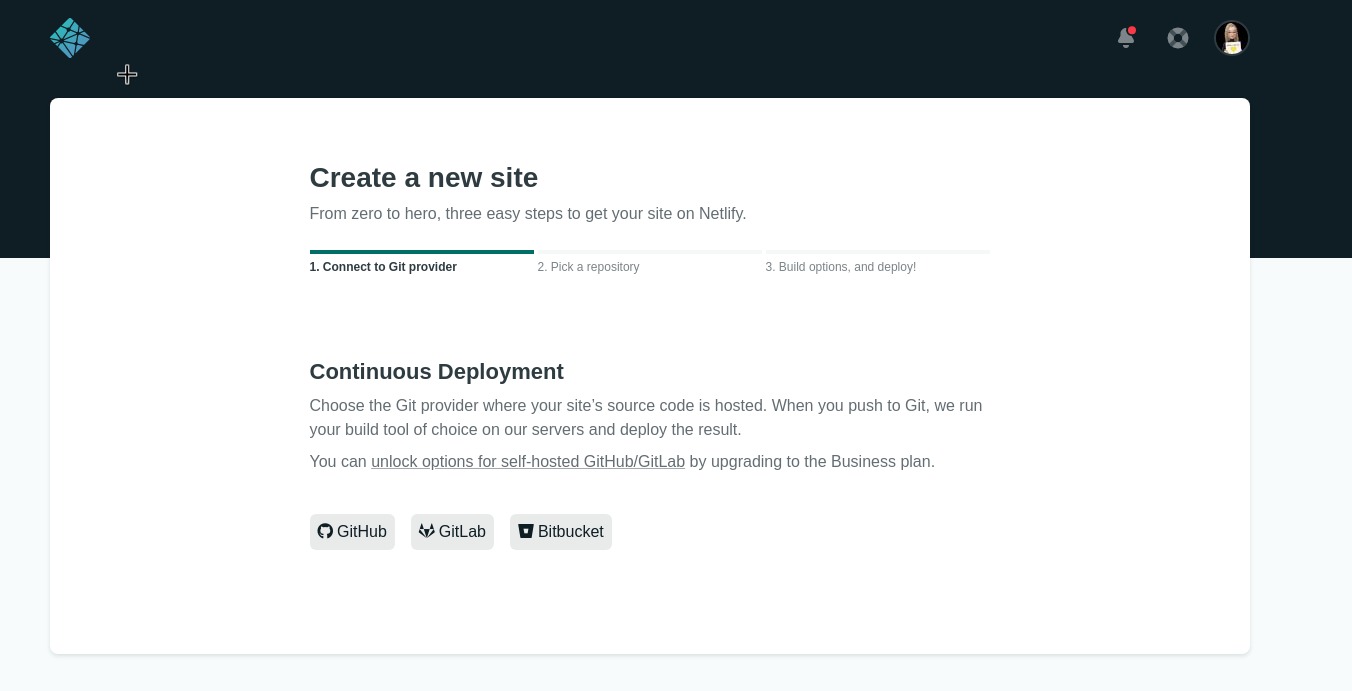 Create a new site
From zero to hero, three easy steps to get your site on Netlify.
1. Connect to Git provider
2. Pick a repository
3. Build options, and deploy!
Continuous Deployment
Choose the Git provider where your site’s source code is hosted. When you push to Git, we run
your build tool of choice on our servers and deploy the result.
You can unlock options for self-hosted GitHub/GitLab by upgrading to the Business plan.
GitHub
GitLab
Bitbucket